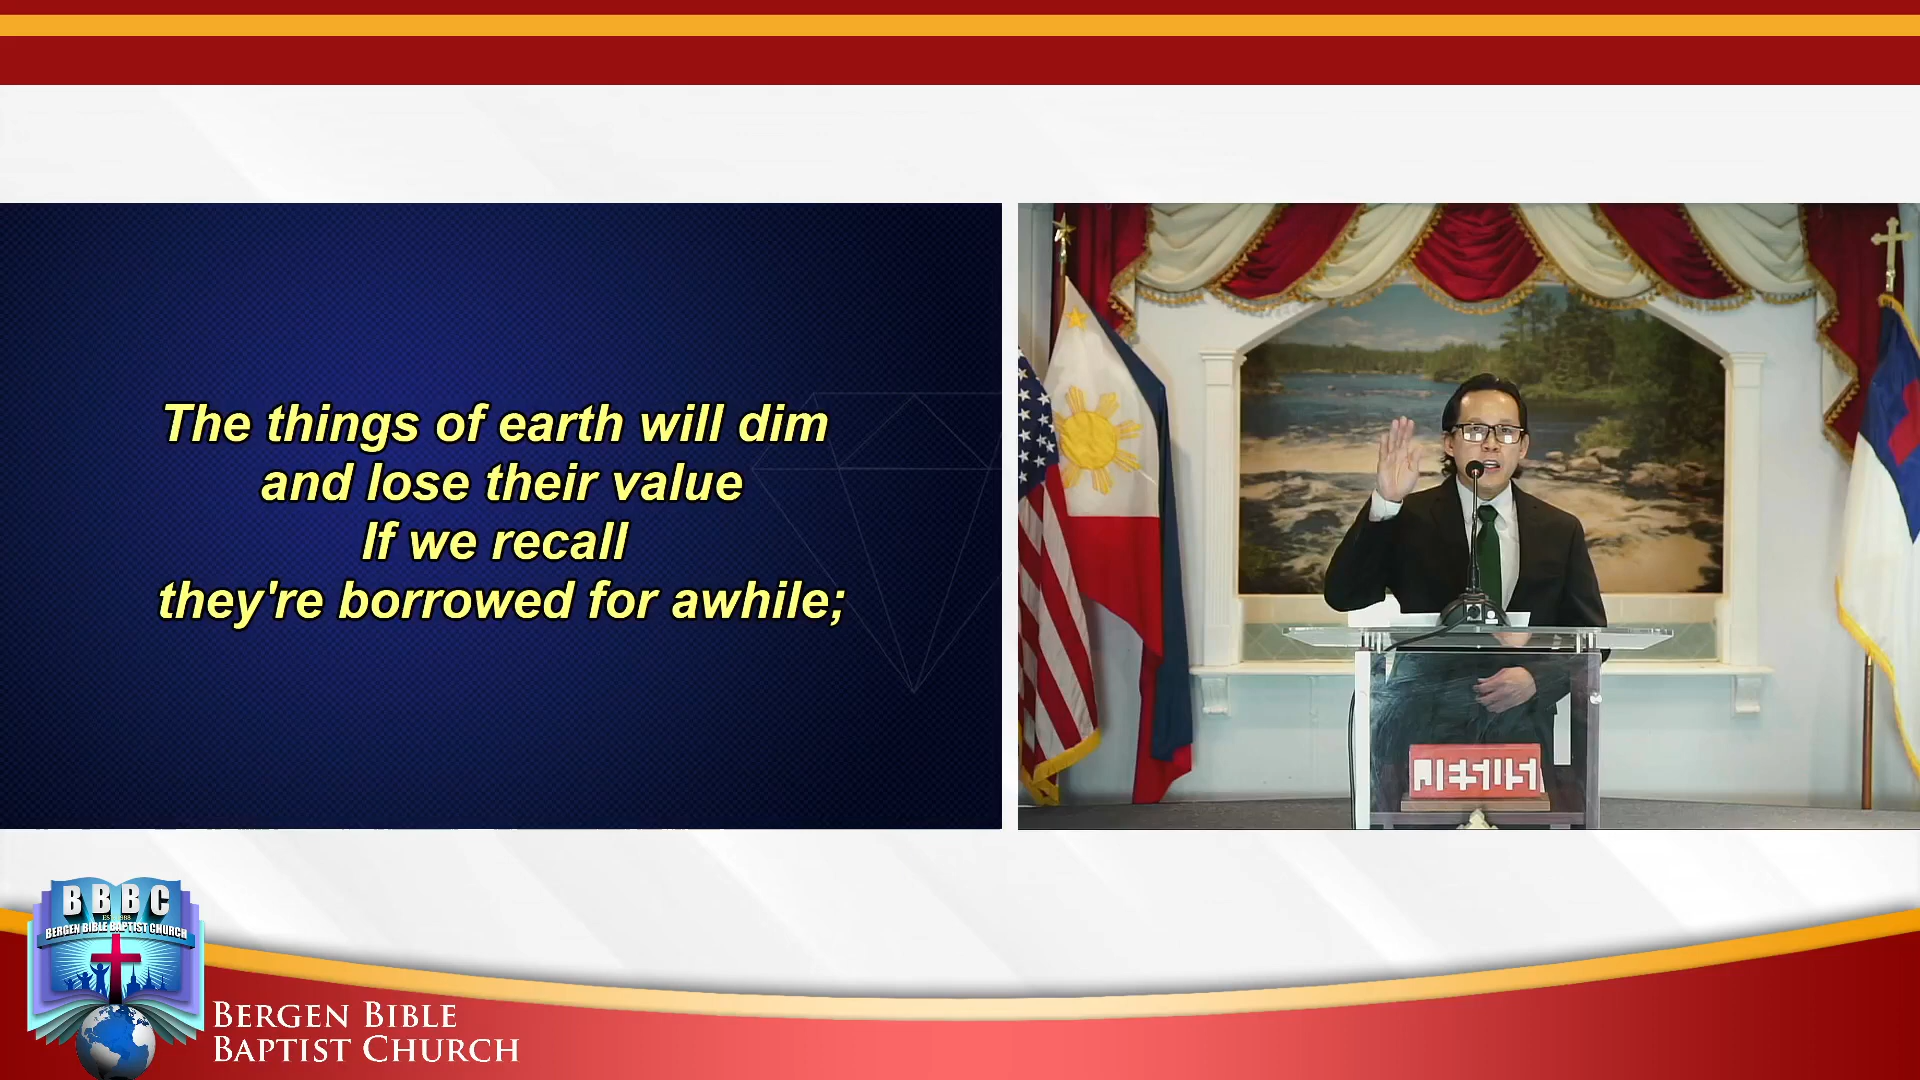 The things of earth will dim
and lose their value
If we recall
they're borrowed for awhile;
JESUS
BBBC
BERGEN BIBLE BAPTIST CHURCH
BERGEN BIBLE
BAPTIST CHURCH